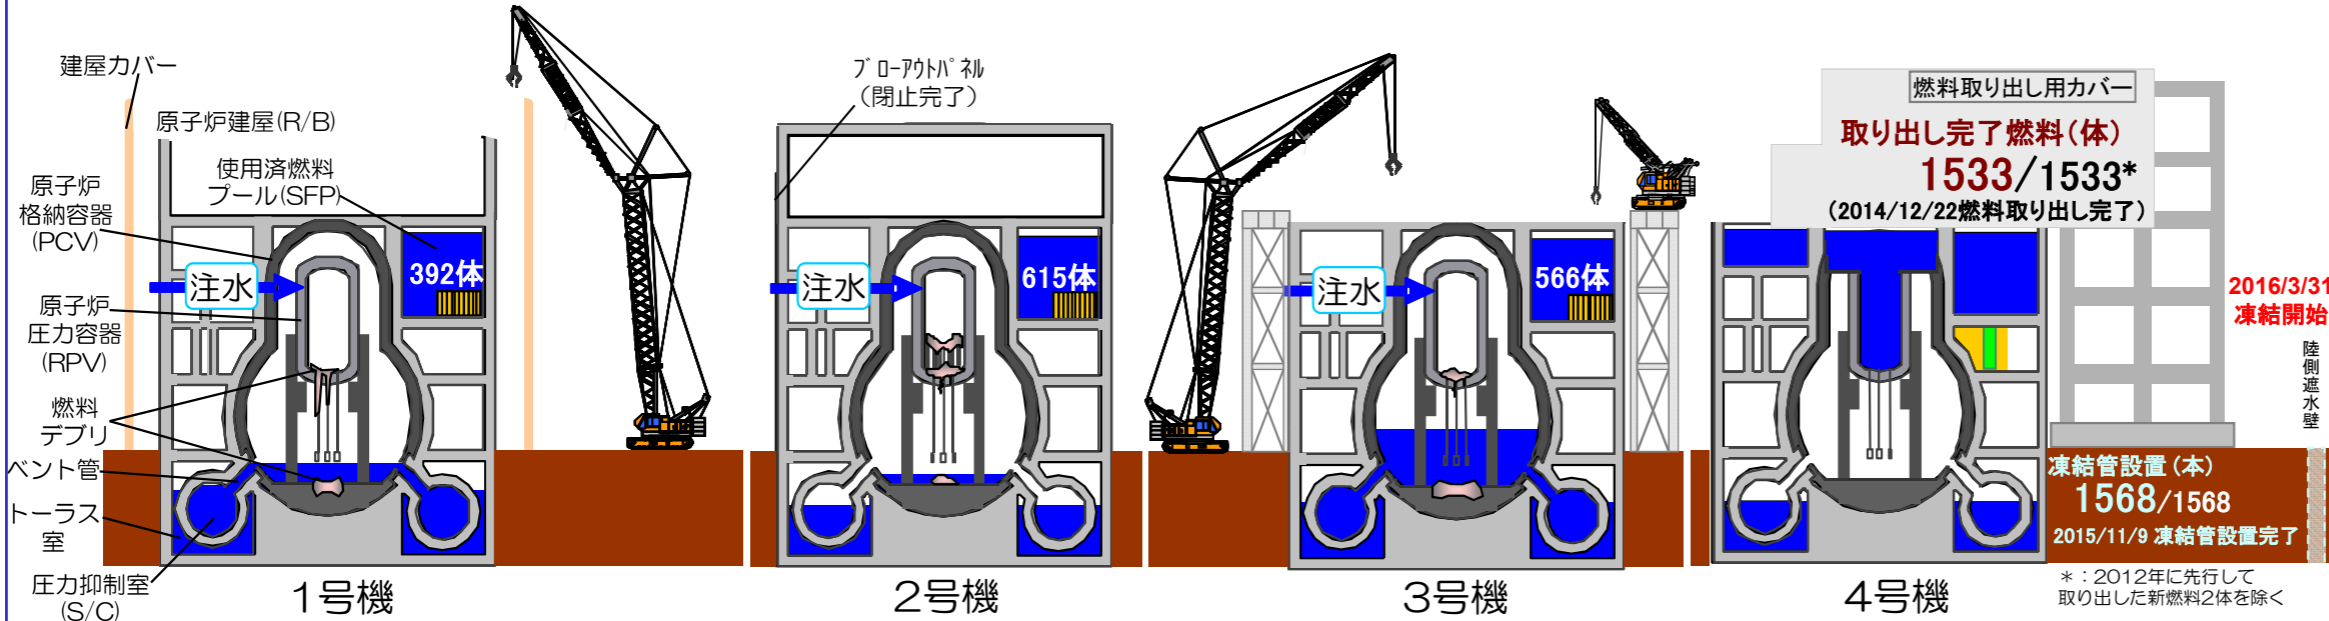 建屋カバー
原子炉建屋(R/B)
使用済燃料
プール(SFP)
原子炉
格納容器
(PCV)
392体
注水
原子炉
圧力容器
(RPV)
燃料
デブリ
ベント管
トーラス
室
圧力抑制室
(S/C)
1号機
ブローアウトパネル
(閉止完了)
615体
注水
2号機
566体
注水
3号機
燃料取り出し用カバー
取り出し完了燃料(体)
1533/1533*
(2014/12/22燃料取り出し完了)
2016/3/31
凍結開始
陸側遮水壁
凍結管設置(本)
1568/1568
2015/11/9 凍結管設置完了
4号機
*:2012年に先行して
取り出した新燃料2体を除く